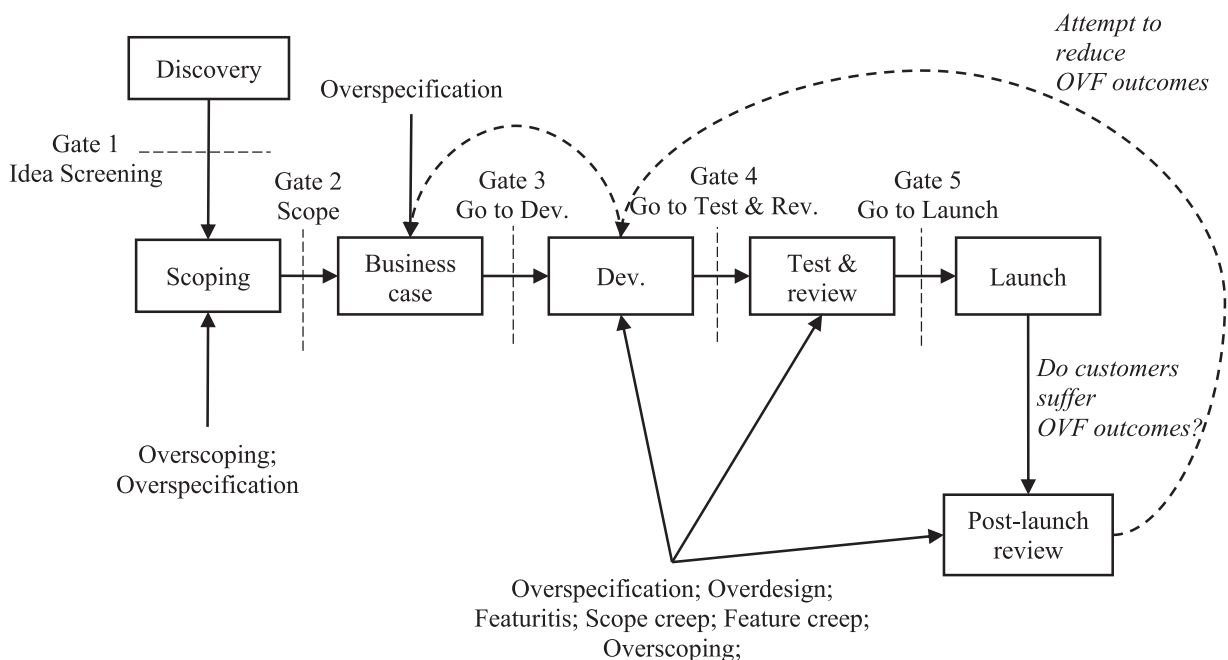 Attempt to
reduce
OVF outcomes
Discovery
Overspecification
Gate 1
Idea Screening
Gate 2
Scope
Gate 3
Go to Dev.
Gate 4
Go to Test & Rev.
Gate 5
Go to Launch
Scoping
Business
case
Dev.
Test &
review
Launch
Do customers
suffer
OVF outcomes?
Overscoping;
Overspecification
Post-launch
review
Overspecification; Overdesign;
Featuritis; Scope creep; Feature creep;
Overscoping;